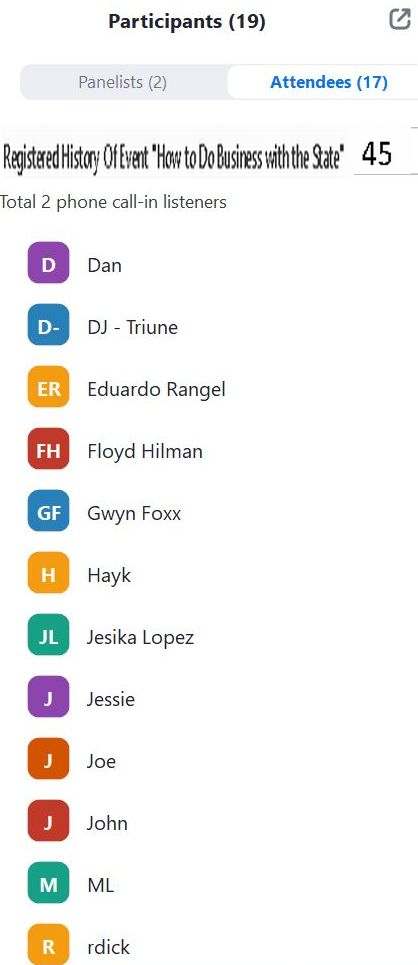 Participants (19)
Panelists (2) Attendees (17)
Registered History Of Event "How to Do Business with the State" 45
Total 2 phone call-in listeners
D Dan
D- DJ - Triune
ER Eduardo Rangel
FH Floyd Hilman
GF Gwyn Foxx
H Hayk
JL Jesika Lopez
J Jessie
J Joe
J John
M ML
R rdick